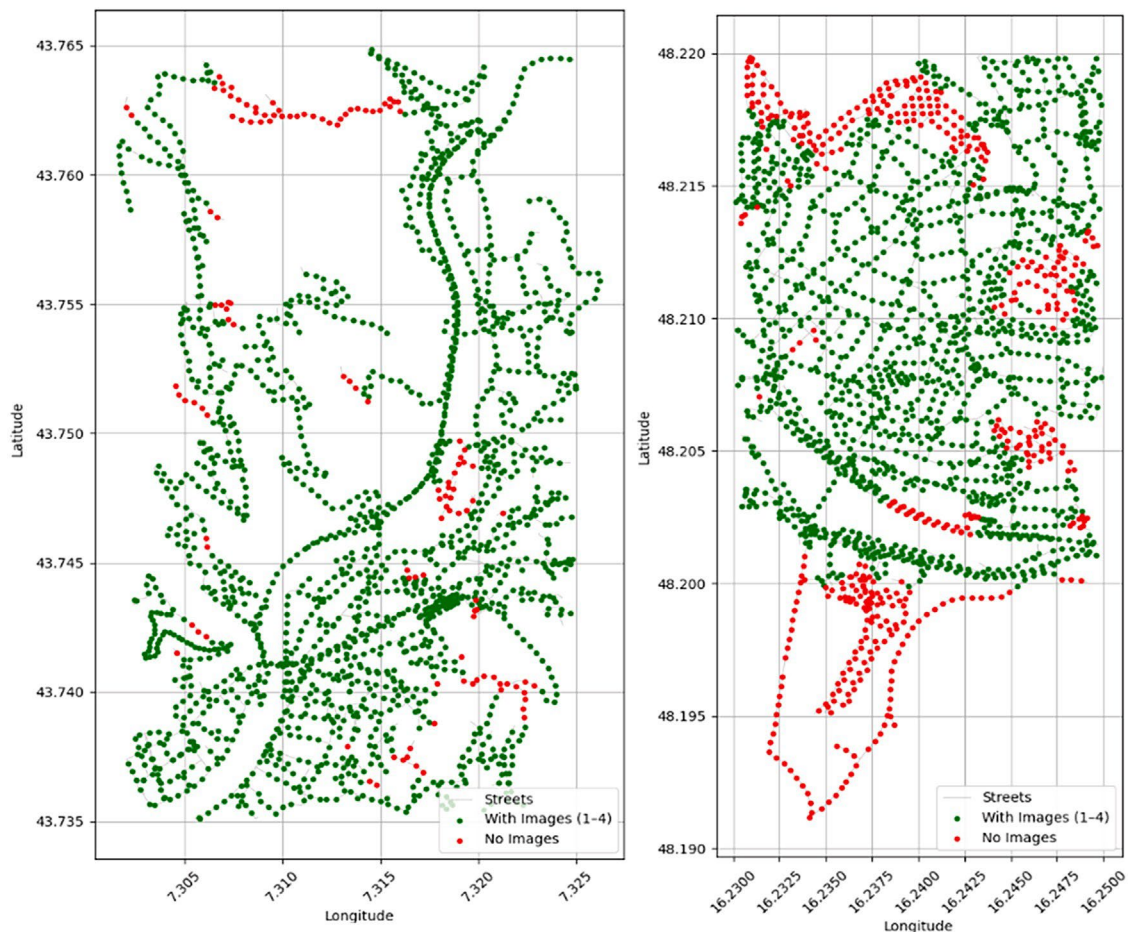 43.765
43.760
43.755
43.750
43.745
43.740
43.735
Latitude
7.305
7.310
7.315
7.320
7.325
Longitude
Streets
With Images (1–4)
No Images
48.220
48.215
48.210
48.205
48.200
48.195
48.190
Latitude
16.2300
16.2325
16.2350
16.2375
16.2400
16.2425
16.2450
16.2475
16.2500
Longitude
Streets
With Images (1–4)
No Images